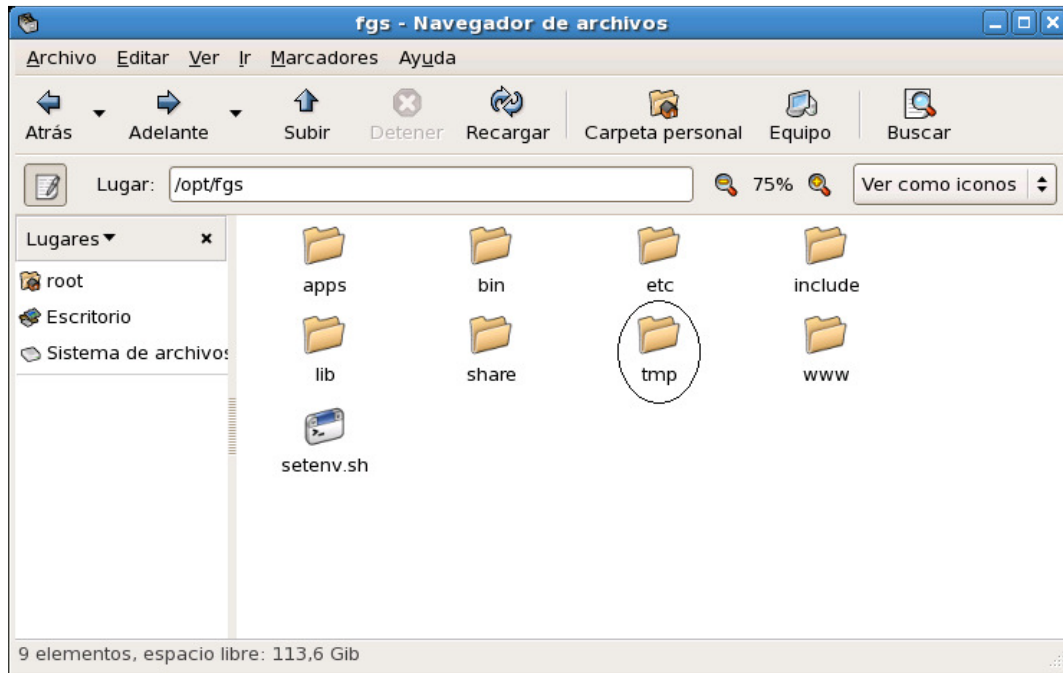 fgs - Navegador de archivos
Archivo Editar Ver Ir Marcadores Ayuda
Atrás Adelante Subir Detener Recargar Carpeta personal Equipo Buscar
Lugar: /opt/fgs 75% Ver como iconos
Lugares
root
Escritorio
Sistema de archivos
apps bin etc include
lib share tmp www
setenv.sh
9 elementos, espacio libre: 113,6 Gib